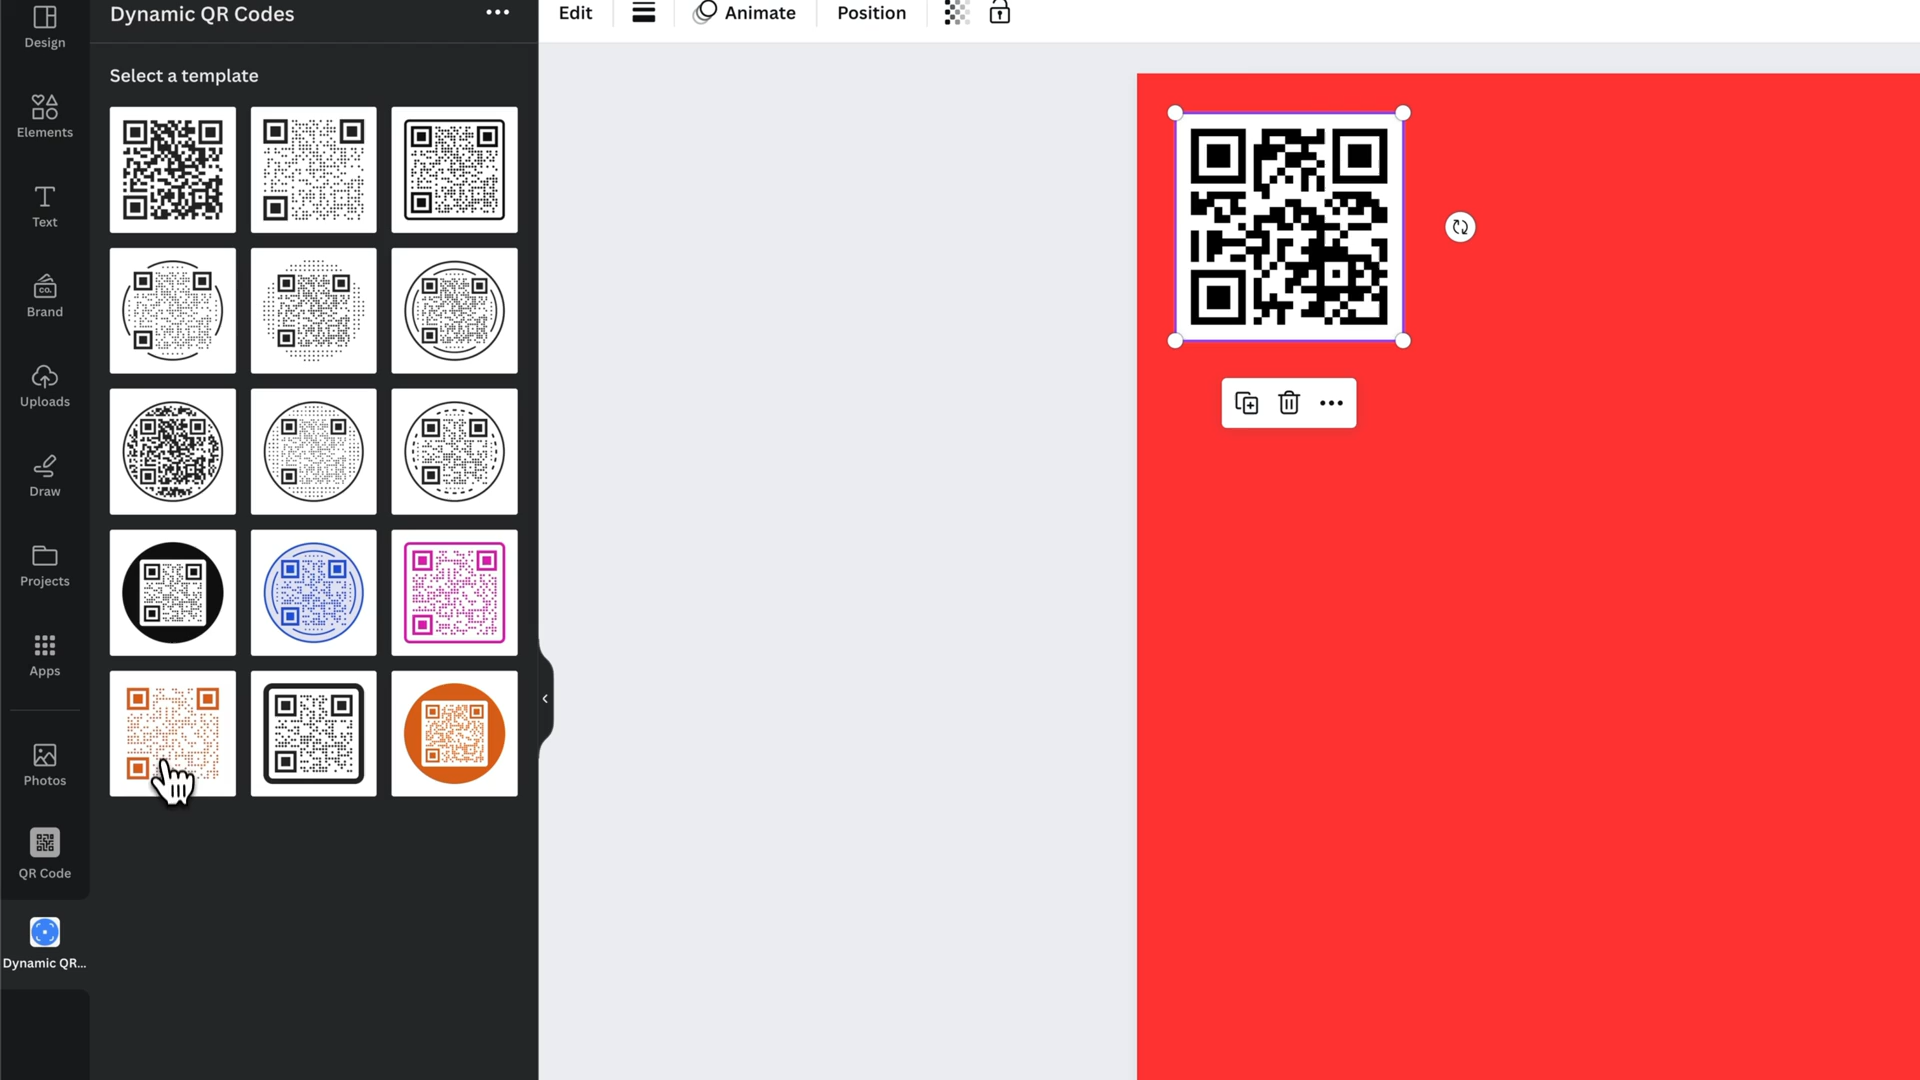 Design
Elements
Text
CO.
Brand
Uploads
Draw
Projects
Apps
Photos
QR Code
Dynamic QR...
Dynamic QR Codes
Select a template
Edit
Animate
Position